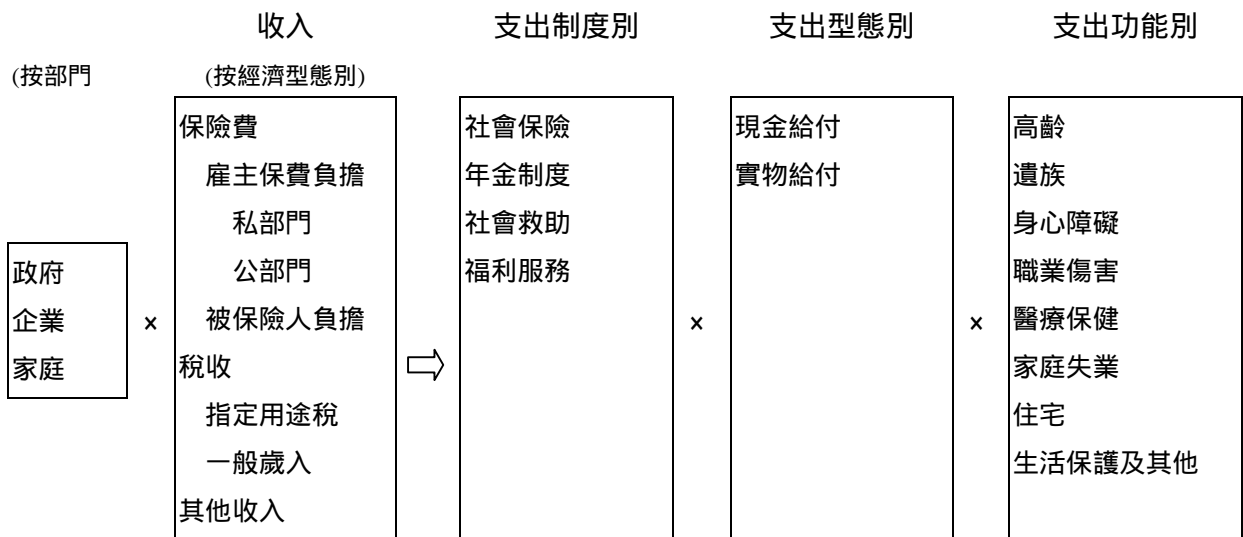 收入 支出制度別 支出型態別 支出功能別
(按部門 (按經濟型態別)
政府
企業
家庭
×
保險費
雇主保費負擔
私部門
公部門
被保險人負擔
稅收
指定用途稅
一般歲入
其他收入
社會保險
年金制度
社會救助
福利服務
×
現金給付
實物給付
×
高齡
遺族
身心障礙
職業傷害
醫療保健
家庭失業
住宅
生活保護及其他